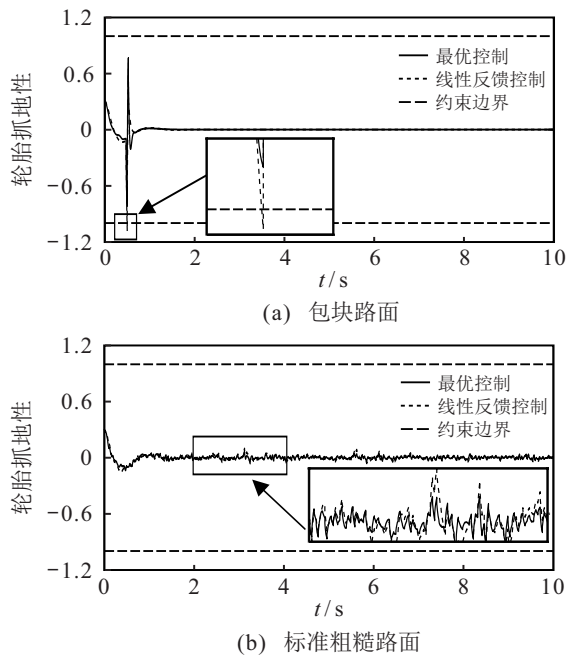 1.2
0.6
0
−0.6
−1.2
轮胎抓地性
最优控制
线性反馈控制
约束边界
0 2 4 6 8 10
t/s
(a) 包块路面
1.2
0.6
0
−0.6
−1.2
轮胎抓地性
最优控制
线性反馈控制
约束边界
0 2 4 6 8 10
t/s
(b) 标准粗糙路面